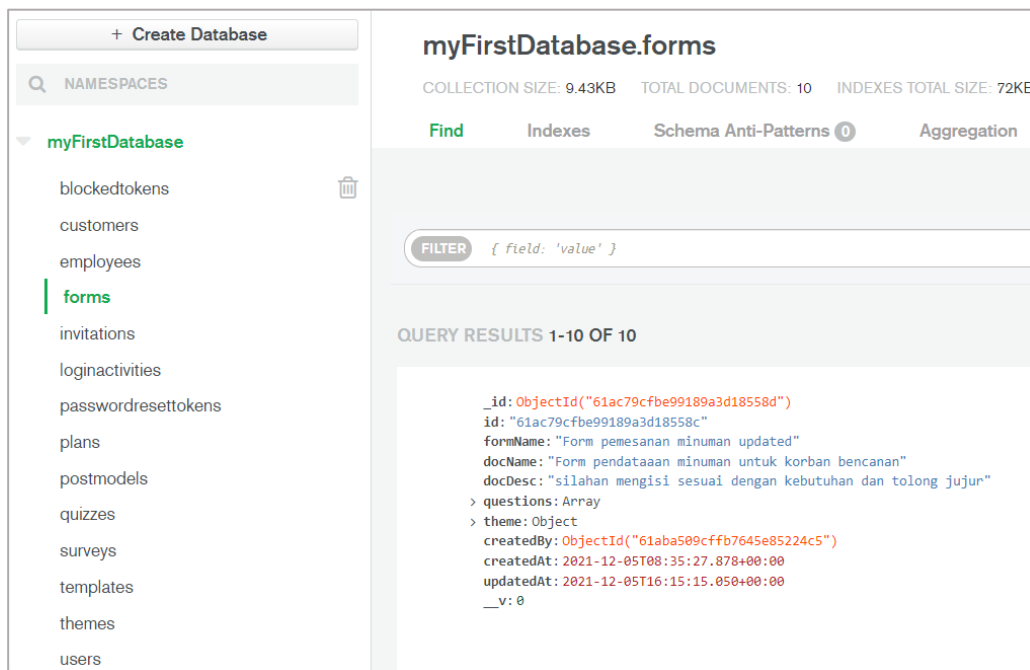 + Create Database
NAMESPACES
myFirstDatabase
blockedtokens
customers
employees
forms
invitations
loginactivities
passwordresettokens
plans
postmodels
quizzes
surveys
templates
themes
users
myFirstDatabase.forms
COLLECTION SIZE: 9.43KB TOTAL DOCUMENTS: 10 INDEXES TOTAL SIZE: 72KB
Find Indexes Schema Anti-Patterns 0 Aggregation
FILTER { field: 'value' }
QUERY RESULTS 1-10 OF 10
_id: ObjectId("61ac79cfbe99189a3d18558d")
id: "61ac79cfbe99189a3d18558c"
formName: "Form pemesanan minuman updated"
docName: "Form pendataaan minuman untuk korban bencanan"
docDesc: "silahan mengisi sesuai dengan kebutuhan dan tolong jujur"
> questions: Array
> theme: Object
createdBy: ObjectId("61aba509cffb7645e85224c5")
createdAt: 2021-12-05T08:35:27.878+00:00
updatedAt: 2021-12-05T16:15:15.050+00:00
__v: 0